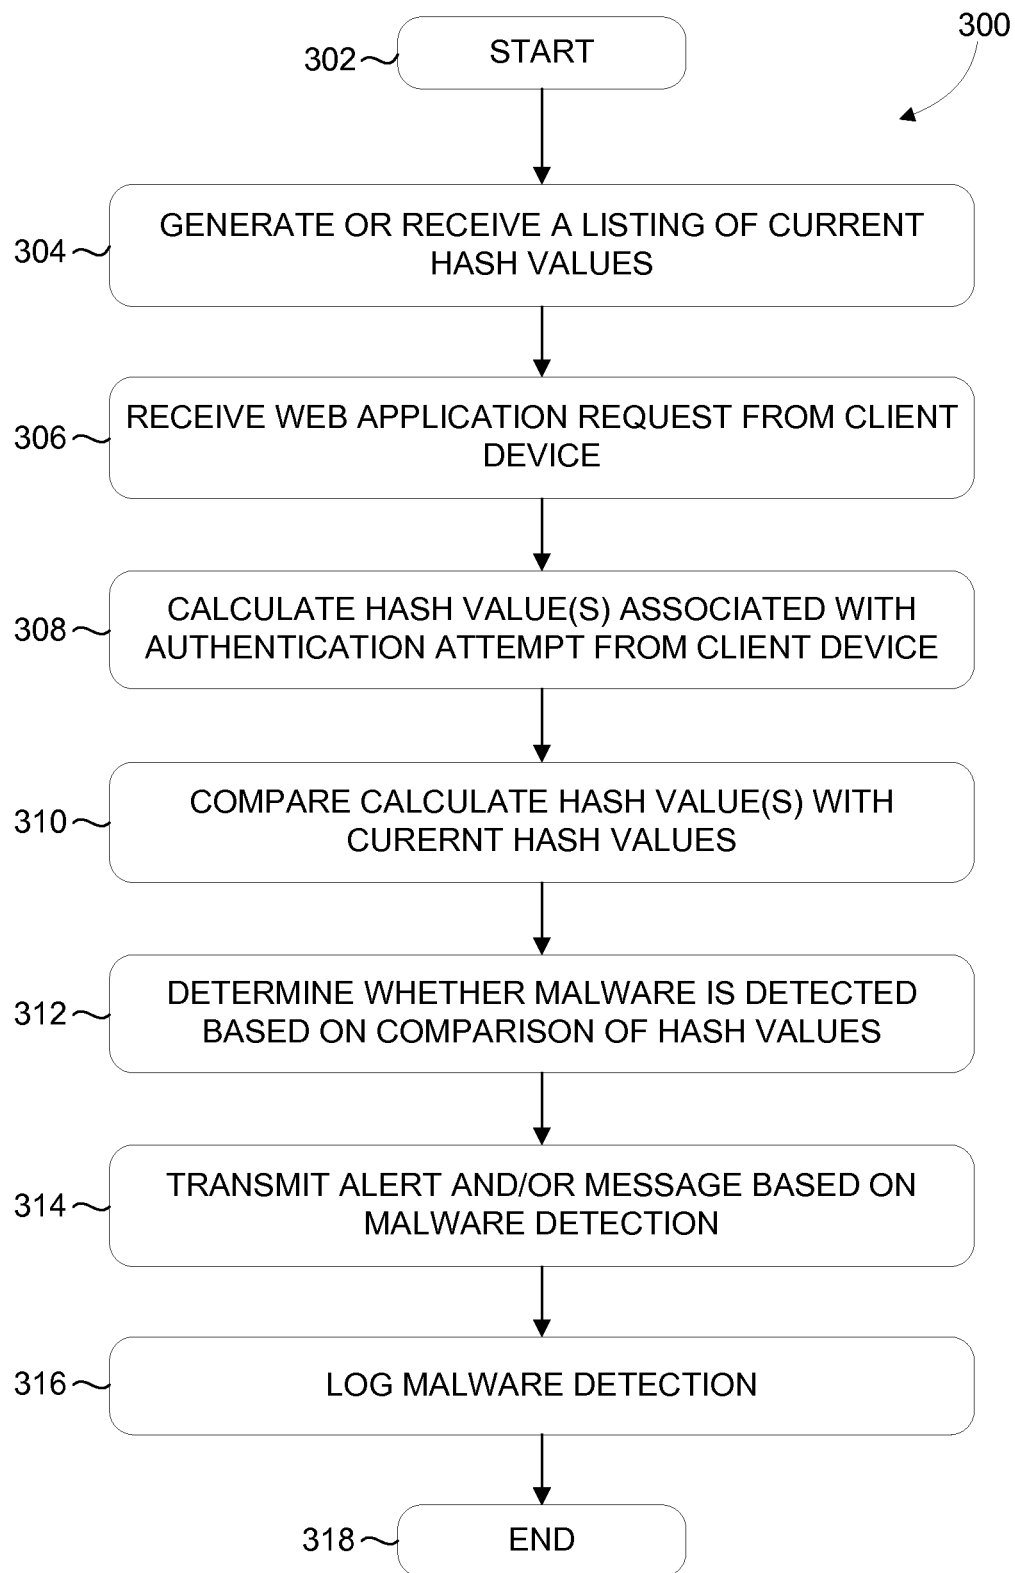 300
302
START
304
GENERATE OR RECEIVE A LISTING OF CURRENT
HASH VALUES
306
RECEIVE WEB APPLICATION REQUEST FROM CLIENT
DEVICE
308
CALCULATE HASH VALUE(S) ASSOCIATED WITH
AUTHENTICATION ATTEMPT FROM CLIENT DEVICE
310
COMPARE CALCULATE HASH VALUE(S) WITH
CURERNT HASH VALUES
312
DETERMINE WHETHER MALWARE IS DETECTED
BASED ON COMPARISON OF HASH VALUES
314
TRANSMIT ALERT AND/OR MESSAGE BASED ON
MALWARE DETECTION
316
LOG MALWARE DETECTION
318
END